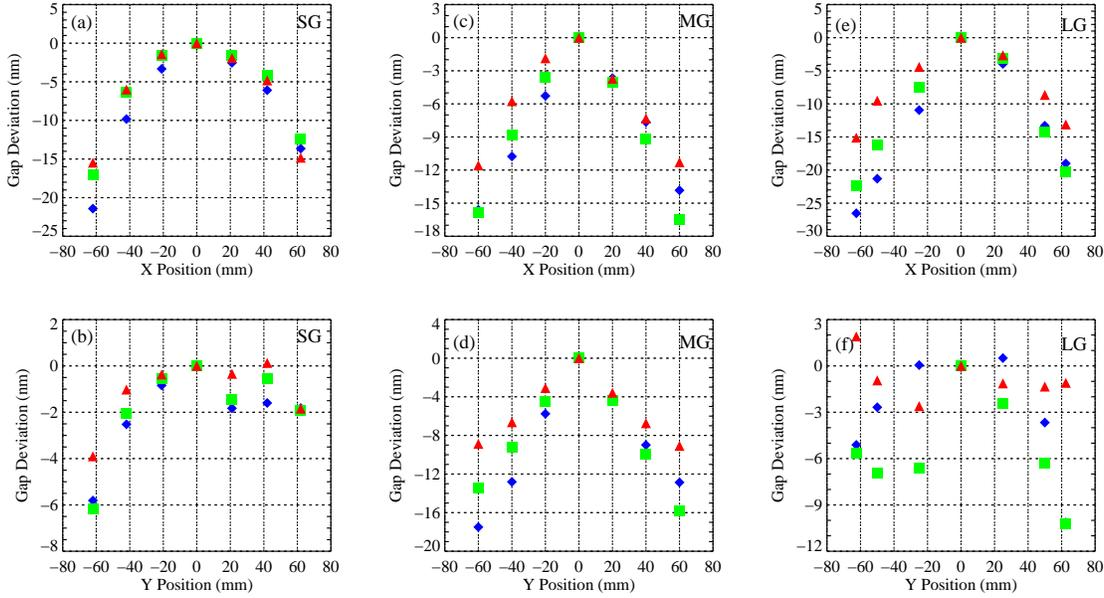 (a) SG
5
0
−5
−10
−15
−20
−25
Gap Deviation (nm)
−80 −60 −40 −20 0 20 40 60 80
X Position (mm)
(c) MG
3
0
−3
−6
−9
−12
−15
−18
Gap Deviation (nm)
−80 −60 −40 −20 0 20 40 60 80
X Position (mm)
(e) LG
5
0
−5
−10
−15
−20
−25
−30
Gap Deviation (nm)
−80 −60 −40 −20 0 20 40 60 80
X Position (mm)
(b) SG
2
0
−2
−4
−6
−8
Gap Deviation (nm)
−80 −60 −40 −20 0 20 40 60 80
Y Position (mm)
(d) MG
4
0
−4
−8
−12
−16
−20
Gap Deviation (nm)
−80 −60 −40 −20 0 20 40 60 80
Y Position (mm)
(f) LG
3
0
−3
−6
−9
−12
Gap Deviation (nm)
−80 −60 −40 −20 0 20 40 60 80
Y Position (mm)